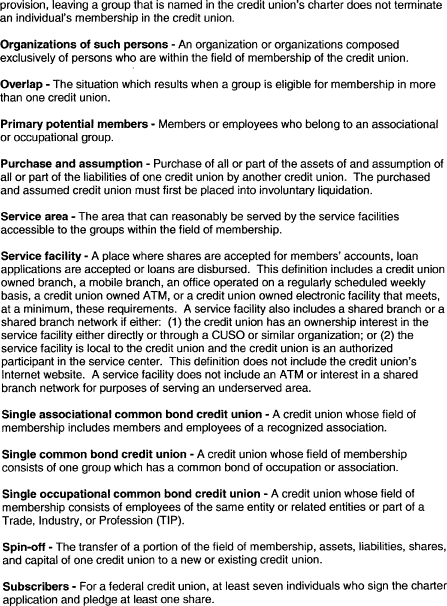 provision, leaving a group that is named in the credit union's charter does not terminate
an individual's membership in the credit union.
Organizations of such persons - An organization or organizations composed
exclusively of persons who are within the field of membership of the credit union.
Overlap - The situation which results when a group is eligible for membership in more
than one credit union.
Primary potential members - Members or employees who belong to an associational
or occupational group.
Purchase and assumption - Purchase of all or part of the assets of and assumption of
all or part of the liabilities of one credit union by another credit union. The purchased
and assumed credit union must first be placed into involuntary liquidation.
Service area - The area that can reasonably be served by the service facilities
accessible to the groups within the field of membership.
Service facility - A place where shares are accepted for members' accounts, loan
applications are accepted or loans are disbursed. This definition includes a credit union
owned branch, a mobile branch, an office operated on a regularly scheduled weekly
basis, a credit union owned ATM, or a credit union owned electronic facility that meets,
at a minimum, these requirements. A service facility also includes a shared branch or a
shared branch network if either: (1) the credit union has an ownership interest in the
service facility either directly or through a CUSO or similar organization; or (2) the
service facility is local to the credit union and the credit union is an authorized
participant in the service center. This definition does not include the credit union's
Internet website. A service facility does not include an ATM or interest in a shared
branch network for purposes of serving an underserved area.
Single associational common bond credit union - A credit union whose field of
membership includes members and employees of a recognized association.
Single common bond credit union - A credit union whose field of membership
consists of one group which has a common bond of occupation or association.
Single occupational common bond credit union - A credit union whose field of
membership consists of employees of the same entity or related entities or part of a
Trade, Industry, or Profession (TIP).
Spin-off - The transfer of a portion of the field of membership, assets, liabilities, shares,
and capital of one credit union to a new or existing credit union.
Subscribers - For a federal credit union, at least seven individuals who sign the charter
application and pledge at least one share.